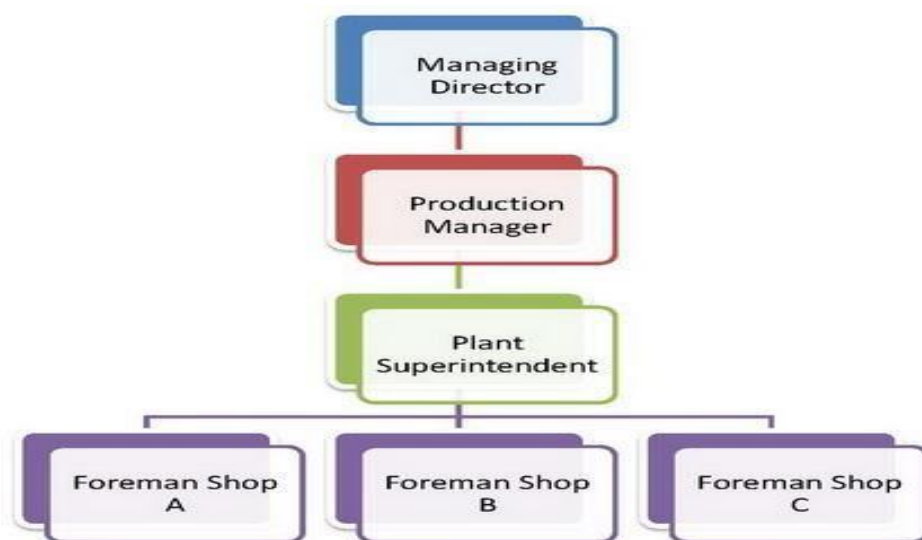 Managing
Director
Production
Manager
Plant
Superintendent
Foreman Shop
A
Foreman Shop
B
Foreman Shop
C